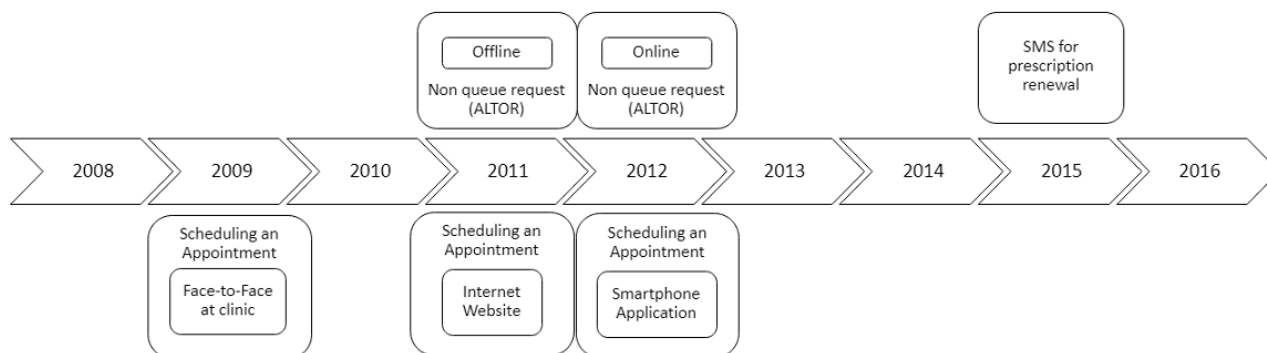 Offline
Non queue request
(ALTOR)
Online
Non queue request
(ALTOR)
SMS for
prescription
renewal
2008
2009
2010
2011
2012
2013
2014
2015
2016
Scheduling an
Appointment
Face-to-Face
at clinic
Scheduling an
Appointment
Internet
Website
Scheduling an
Appointment
Smartphone
Application